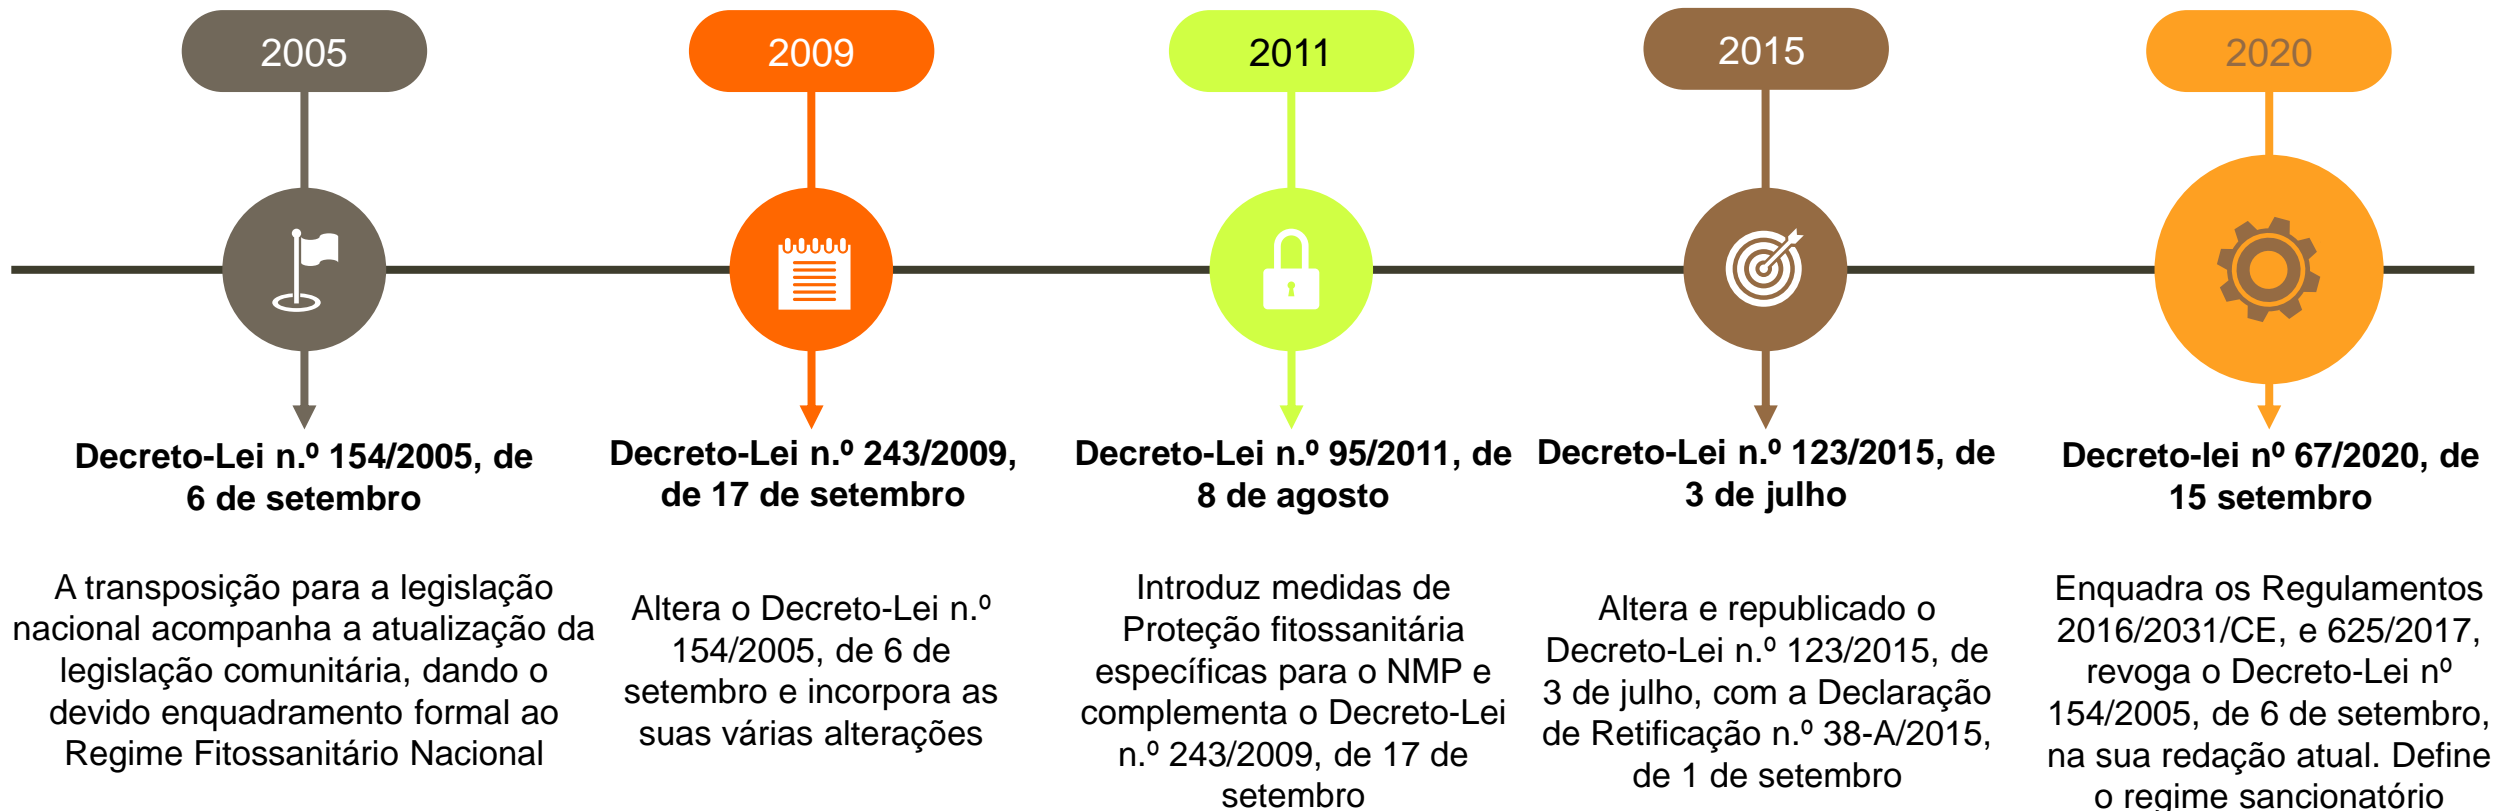 2005
Decreto-Lei n.º 154/2005, de
6 de setembro
A transposição para a legislação
nacional acompanha a atualização da
legislação comunitária, dando o
devido enquadramento formal ao
Regime Fitossanitário Nacional
2009
Decreto-Lei n.º 243/2009,
de 17 de setembro
Altera o Decreto-Lei n.º
154/2005, de 6 de
setembro e incorpora as
suas várias alterações
2011
Decreto-Lei n.º 95/2011, de
8 de agosto
Introduz medidas de
Proteção fitossanitária
específicas para o NMP e
complementa o Decreto-Lei
n.º 243/2009, de 17 de
setembro
2015
Decreto-Lei n.º 123/2015, de
3 de julho
Altera e republicado o
Decreto-Lei n.º 123/2015, de
3 de julho, com a Declaração
de Retificação n.º 38-A/2015,
de 1 de setembro
2020
Decreto-lei nº 67/2020, de
15 setembro
Enquadra os Regulamentos
2016/2031/CE, e 625/2017,
revoga o Decreto-Lei nº
154/2005, de 6 de setembro,
na sua redação atual. Define
o regime sancionatório